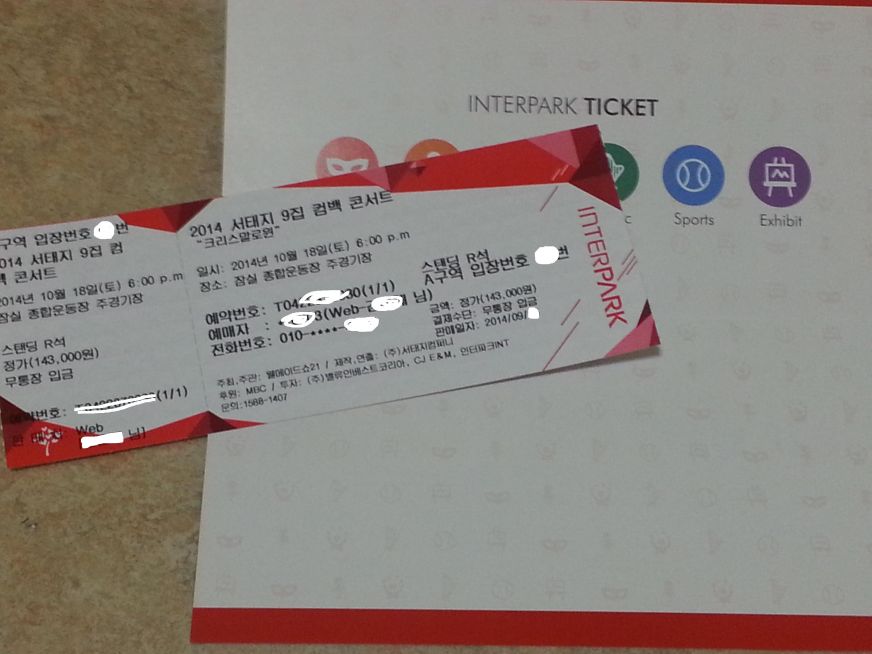 INTERPARK TICKET
Sports
Exhibit
구역 입장번호 번
2014 서태지 9집 컴
백 콘서트
2014년 10월 18일(토) 6:00 p.m
잠실 종합운동장 주경기장
스탠딩 R석
정가(143,000원)
무통장 입금
예약번호: (1/1)
Web
님]
2014 서태지 9집 컴백 콘서트
"크리스말로윈"
일시: 2014년 10월 18일(토) 6:00 p.m
장소: 잠실 종합운동장 주경기장
스탠딩 R석
A구역 입장번호 번
예약번호: (1/1)
예매자 : (Web- 님)
전화번호: 010-****-
금액: 정가(143,000원)
결제수단: 무통장 입금
판매일자: 2014/09/
주최,주관: 웰메이드쇼21 / 제작,연출: (주)서태지컴퍼니
후원: MBC / 투자: (주)밸류인베스트코리아, CJ E&M, 인터파크INT
문의:1588-1407
INTERPARK